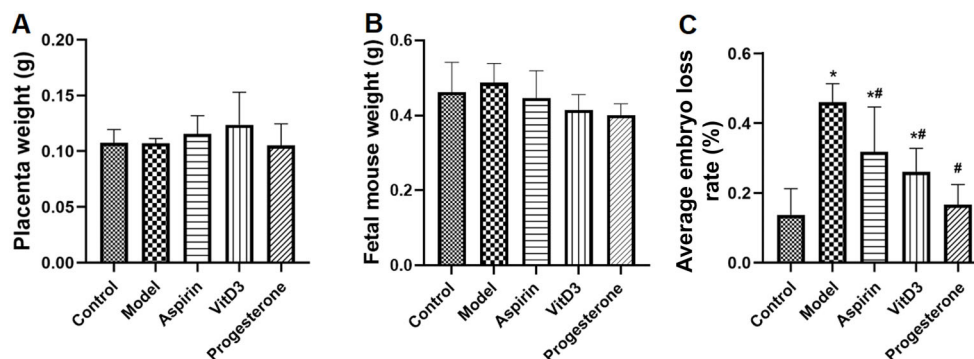 A
Placenta weight (g)
0.20
0.15
0.10
0.05
0.00
Control
Model
Aspirin
VitD3
Progesterone
B
Fetal mouse weight (g)
0.6
0.4
0.2
0.0
Control
Model
Aspirin
VitD3
Progesterone
C
Average embryo loss
rate (%)
0.6
0.4
0.2
0.0
*
*#
*#
#
Control
Model
Aspirin
VitD3
Progesterone